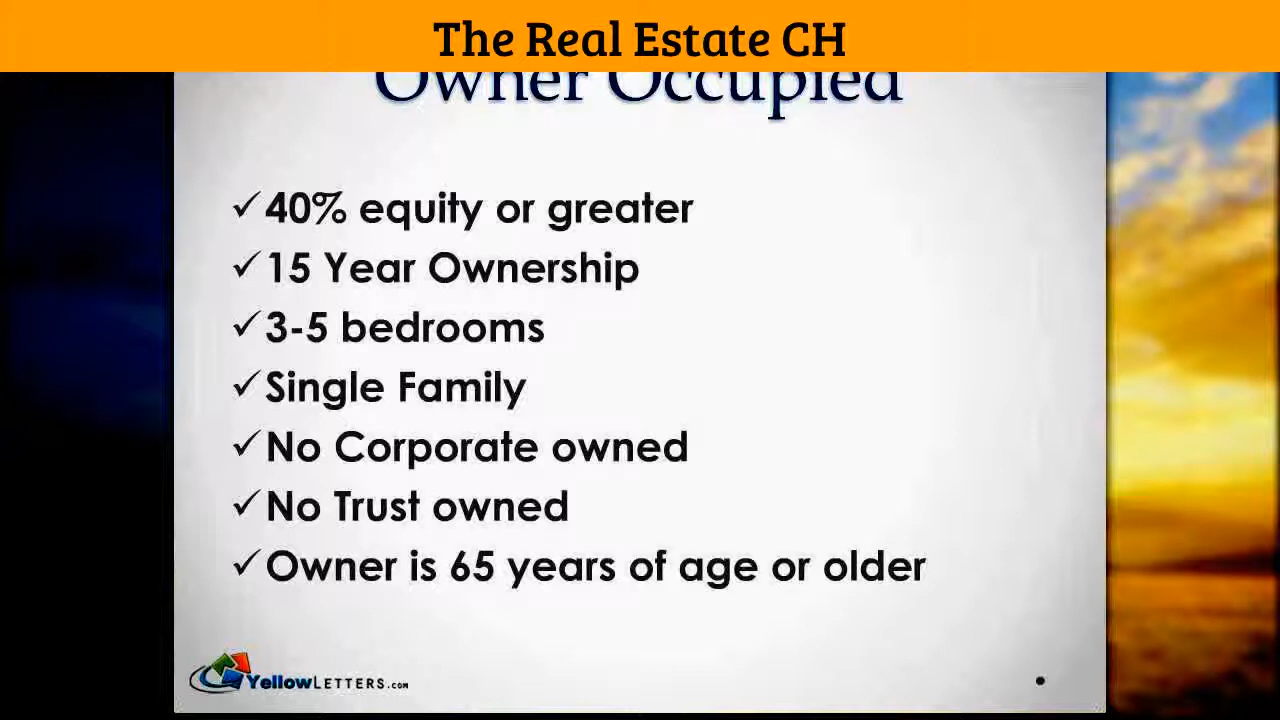 The Real Estate CH
Owner Occupied
✓40% equity or greater
✓15 Year Ownership
✓3-5 bedrooms
✓Single Family
✓No Corporate owned
✓No Trust owned
✓Owner is 65 years of age or older
YellowLETTERS.COM